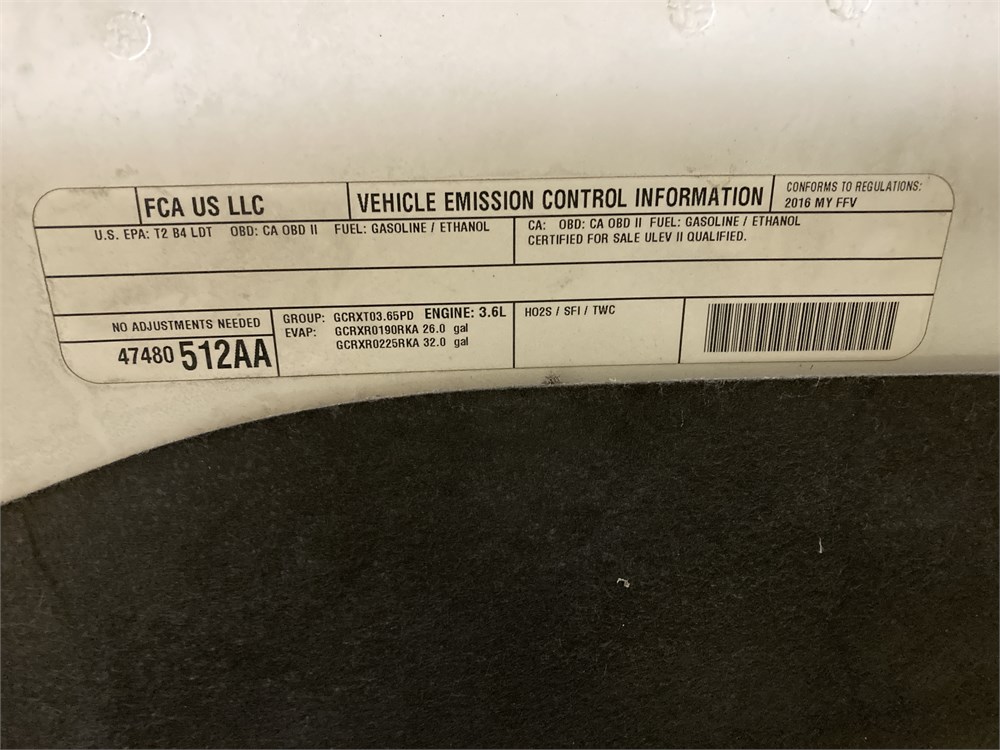 FCA US LLC
VEHICLE EMISSION CONTROL INFORMATION
CONFORMS TO REGULATIONS:
2016 MY FFV
U.S. EPA: T2 B4 LDT OBD: CA OBD II FUEL: GASOLINE / ETHANOL
CA: OBD: CA OBD II FUEL: GASOLINE / ETHANOL
CERTIFIED FOR SALE ULEV II QUALIFIED.
NO ADJUSTMENTS NEEDED
47480 512AA
GROUP: GCRXT03.65PD ENGINE: 3.6L
EVAP: GCRXR0190RKA 26.0 gal
GCRXR0225RKA 32.0 gal
HO2S / SFI / TWC